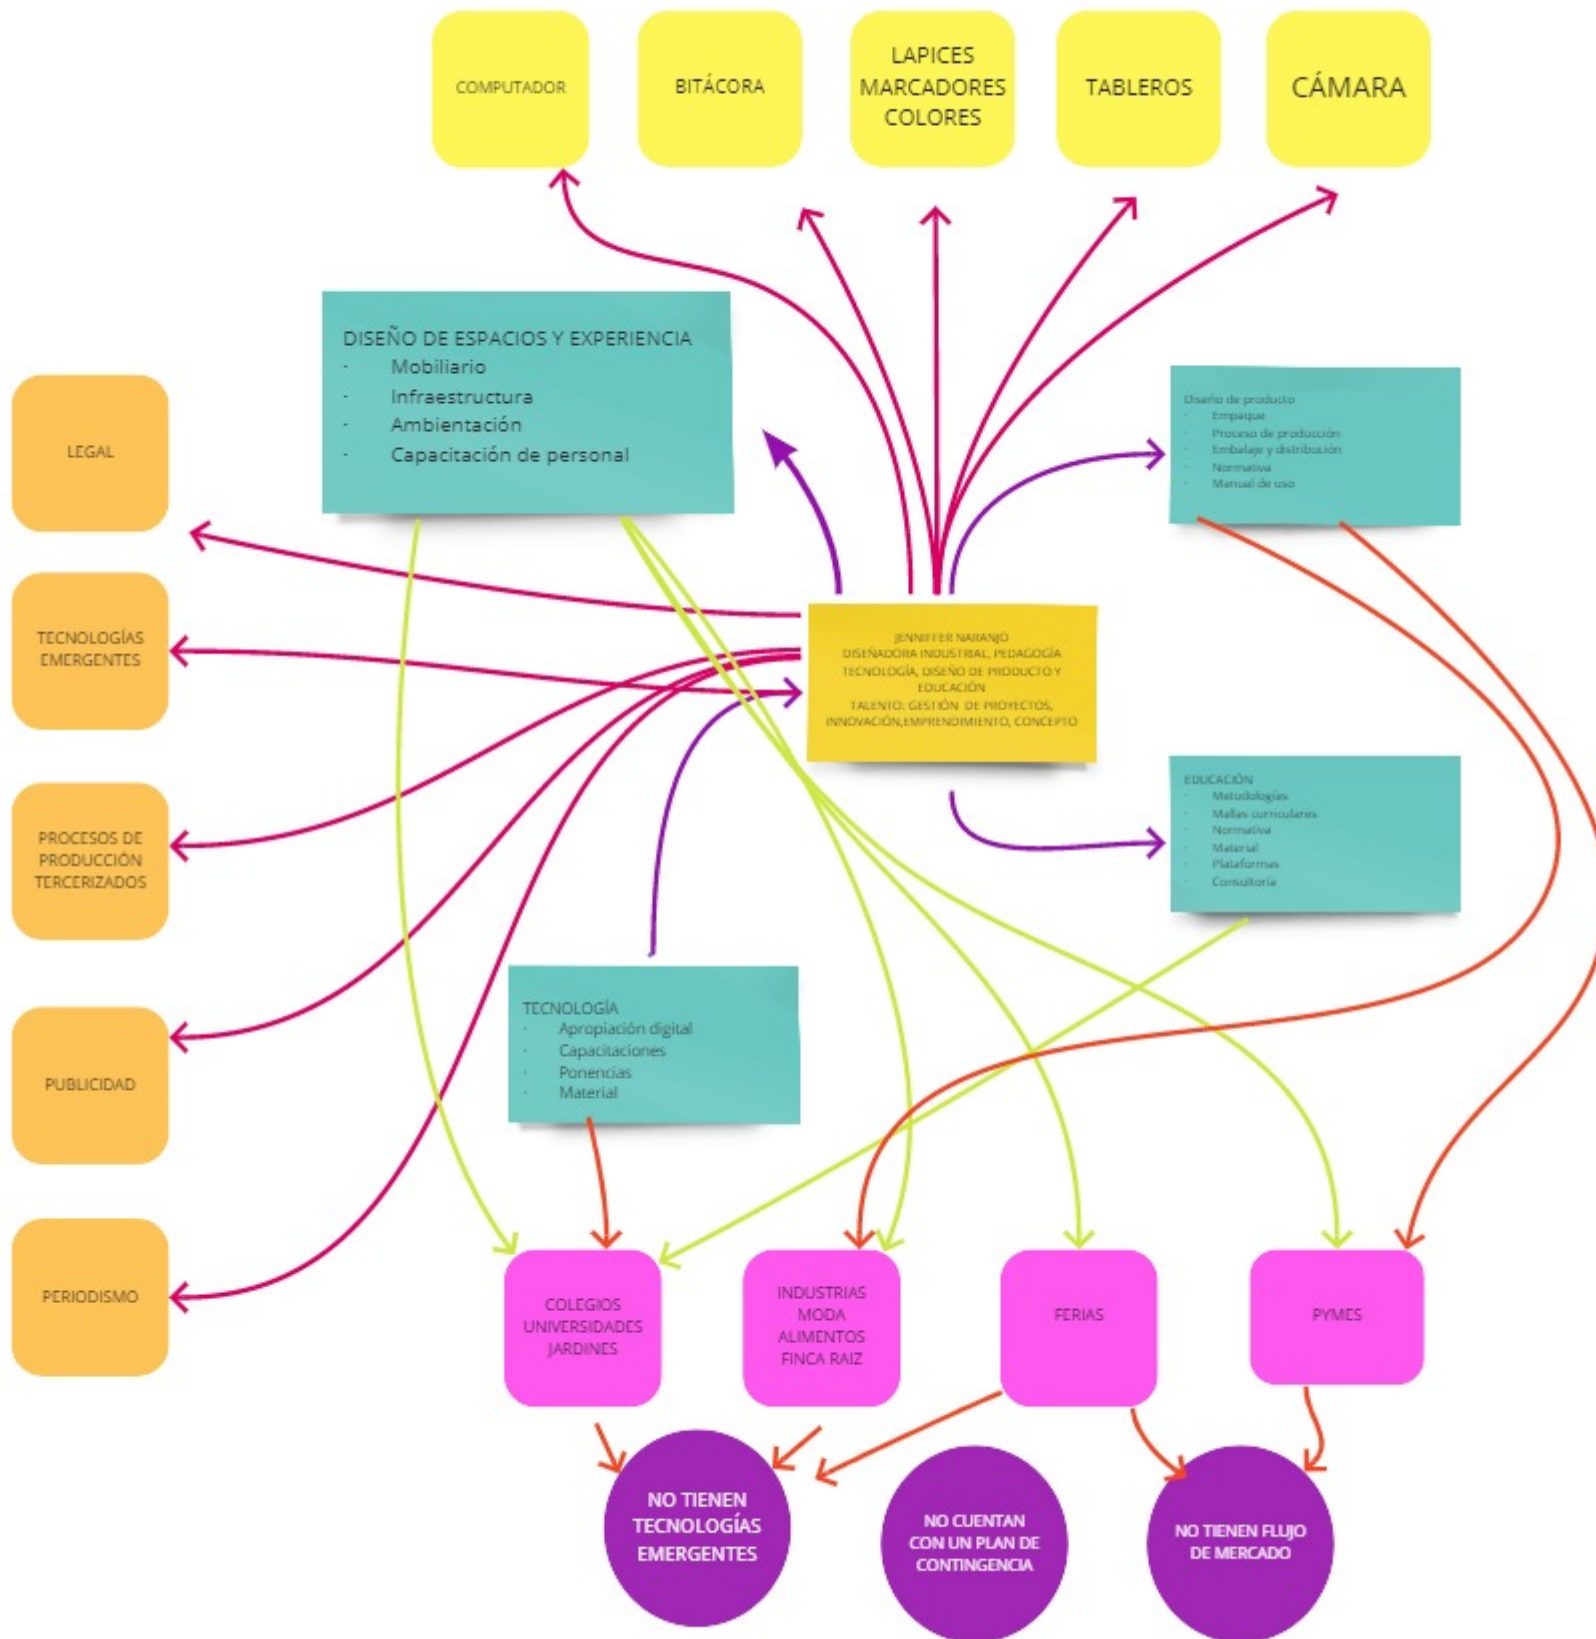 COMPUTADOR
BITÁCORA
LAPICES
MARCADORES
COLORES
TABLEROS
CÁMARA
DISEÑO DE ESPACIOS Y EXPERIENCIA
· Mobiliario
· Infraestructura
· Ambientación
· Capacitación de personal
Diseño de producto
· Empaque
· Proceso de producción
· Embalaje y distribución
· Normativa
· Manual de uso
LEGAL
TECNOLOGÍAS
EMERGENTES
PROCESOS DE
PRODUCCIÓN
TERCERIZADOS
PUBLICIDAD
PERIODISMO
JENNIFFER NARANJO
DISEÑADORA INDUSTRIAL, PEDAGOGÍA
TECNOLOGÍA, DISEÑO DE PRODUCTO Y
EDUCACIÓN
TALENTO: GESTIÓN DE PROYECTOS,
INNOVACIÓN,EMPRENDIMIENTO, CONCEPTO
EDUCACIÓN
· Metodologías
· Mallas curriculares
· Normativa
· Material
· Plataformas
· Consultoría
TECNOLOGÍA
· Apropiación digital
· Capacitaciones
· Ponencias
· Material
COLEGIOS
UNIVERSIDADES
JARDINES
INDUSTRIAS
MODA
ALIMENTOS
FINCA RAIZ
FERIAS
PYMES
NO TIENEN
TECNOLOGÍAS
EMERGENTES
NO CUENTAN
CON UN PLAN DE
CONTINGENCIA
NO TIENEN FLUJO
DE MERCADO